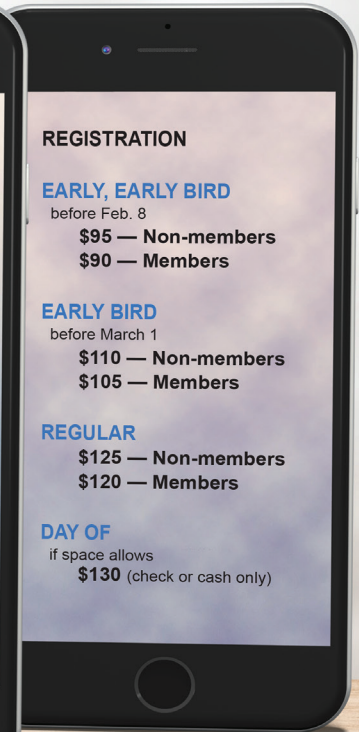 REGISTRATION
EARLY, EARLY BIRD
before Feb. 8
$95 — Non-members
$90 — Members
EARLY BIRD
before March 1
$110 — Non-members
$105 — Members
REGULAR
$125 — Non-members
$120 — Members
DAY OF
if space allows
$130 (check or cash only)